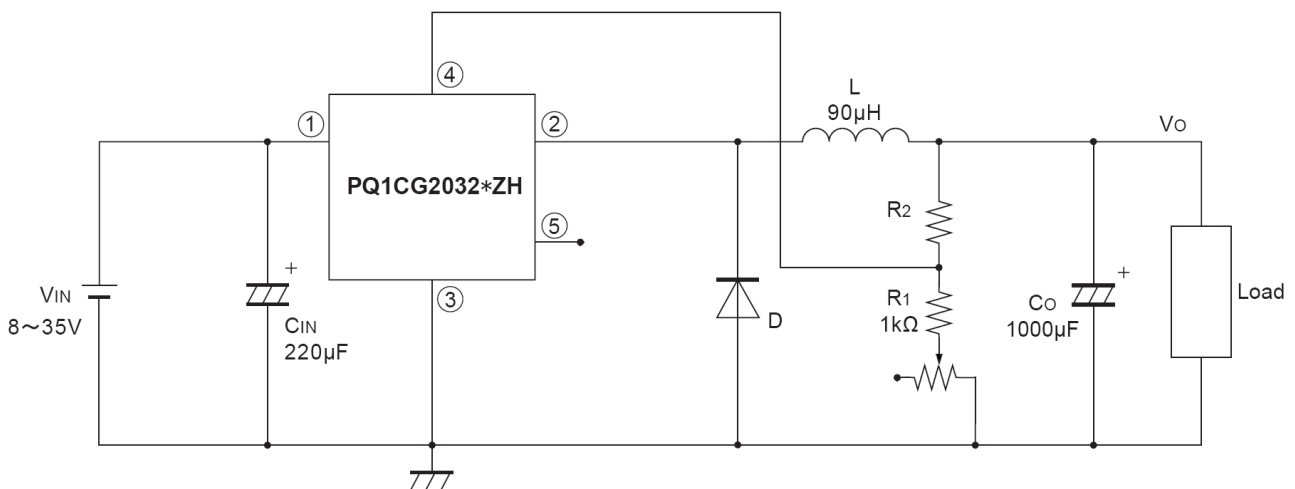 ④
L
90μH
①
②
VO
PQ1CG2032*ZH
R2
⑤
+
+
VIN
8～35V
③
R1
1kΩ
CO
1000μF
Load
CIN
220μF
D